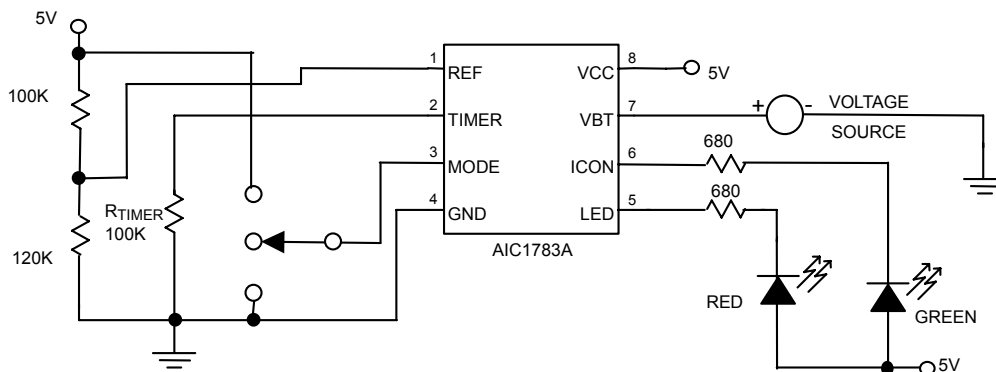 5V
1
REF
8
VCC
5V
100K
2
TIMER
7
VBT
+
-
VOLTAGE
SOURCE
3
MODE
6
ICON
680
4
GND
5
LED
680
RTIMER
100K
120K
AIC1783A
RED
GREEN
5V